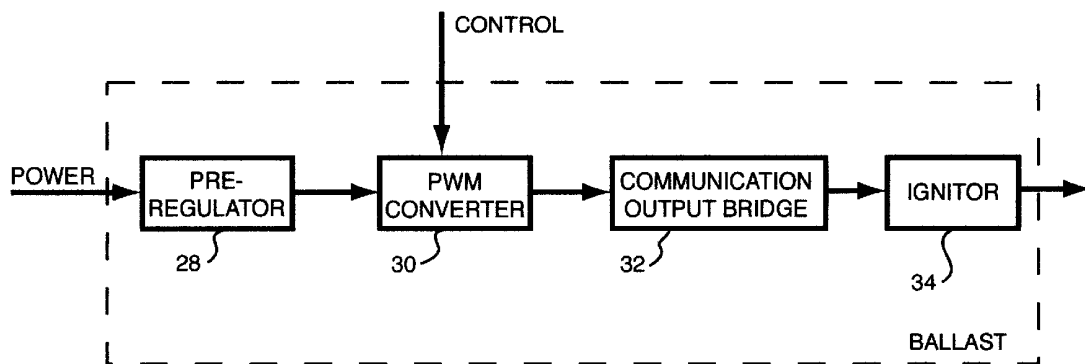 CONTROL
POWER
PRE-
REGULATOR
PWM
CONVERTER
COMMUNICATION
OUTPUT BRIDGE
IGNITOR
28
30
32
34
BALLAST